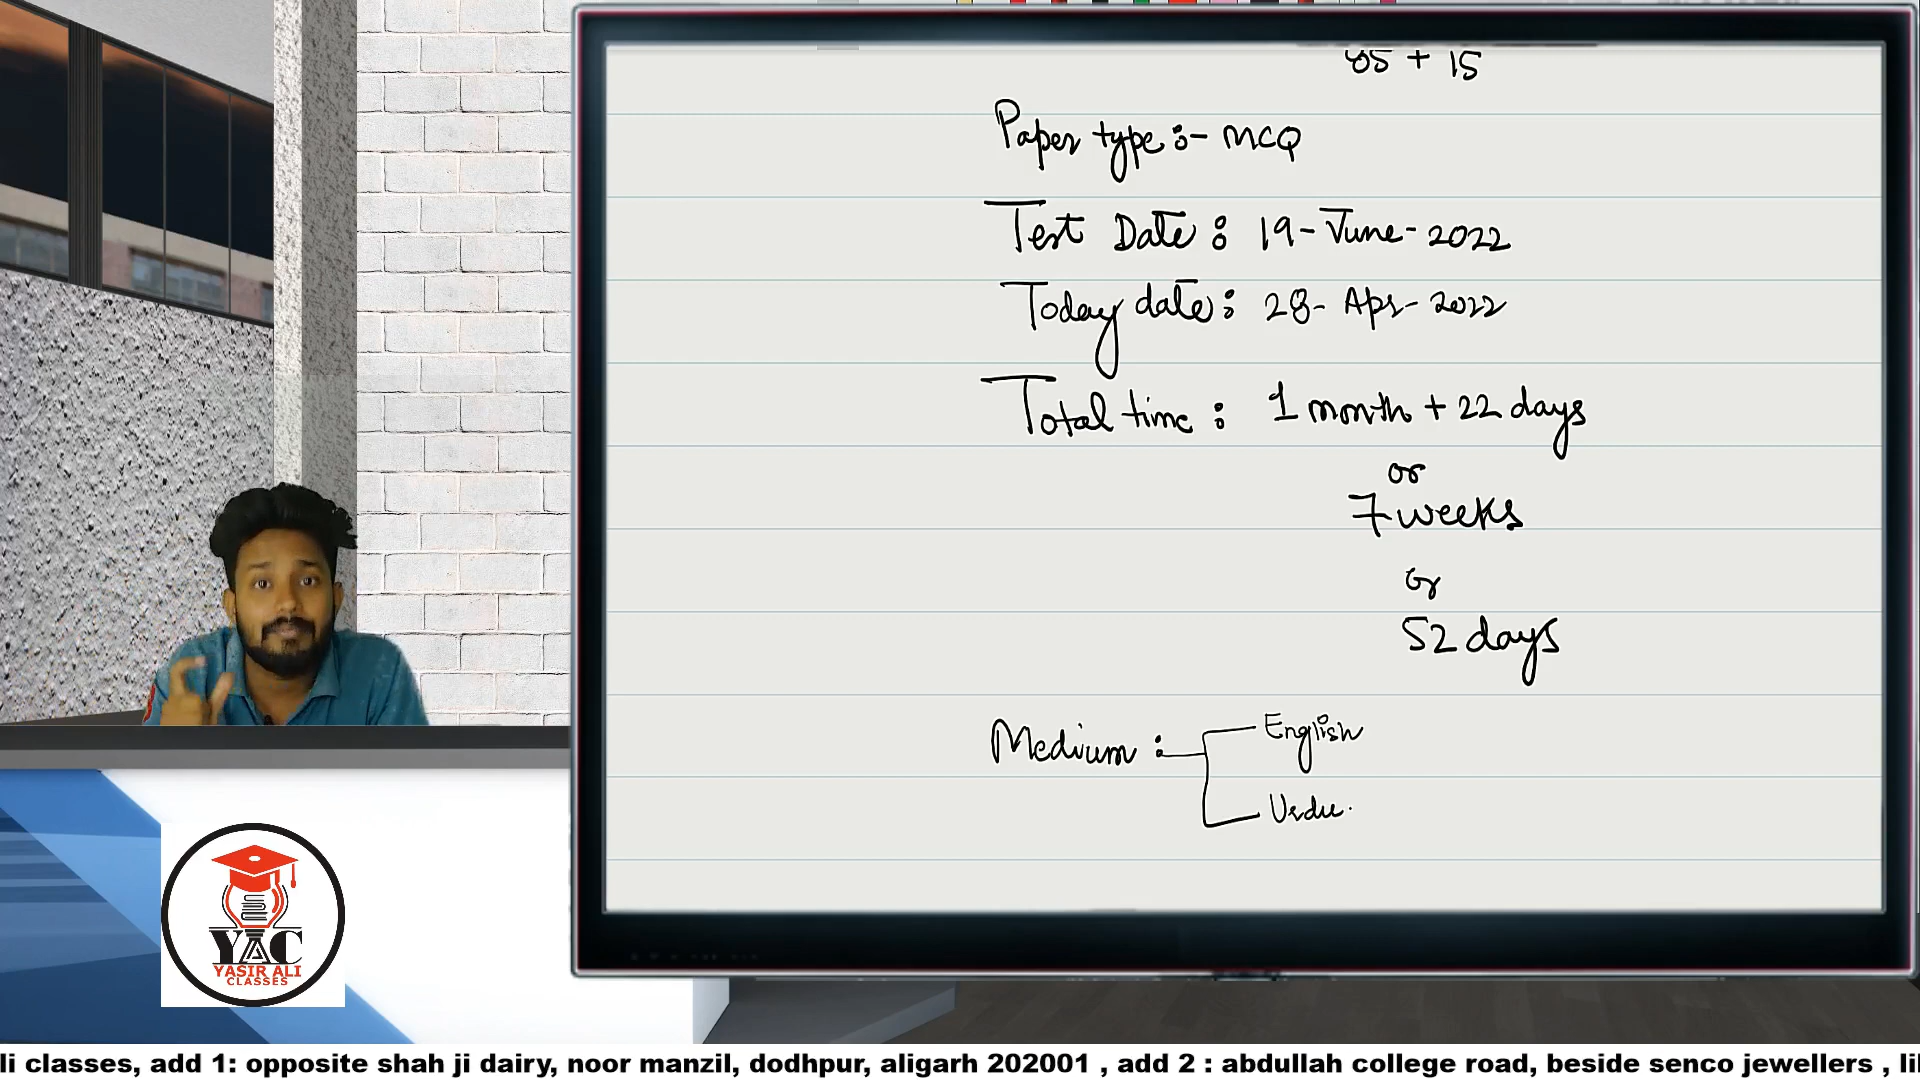 85 + 15
Paper type :- MCQ
Test Date : 19-June-2022
Today date : 28-Apr-2022
Total time : 1 month + 22 days
or
7 weeks
or
52 days
Medium :
English
Urdu.
YAC
YASIR ALI
CLASSES
li classes, add 1: opposite shah ji dairy, noor manzil, dodhpur, aligarh 202001 , add 2 : abdullah college road, beside senco jewellers , li